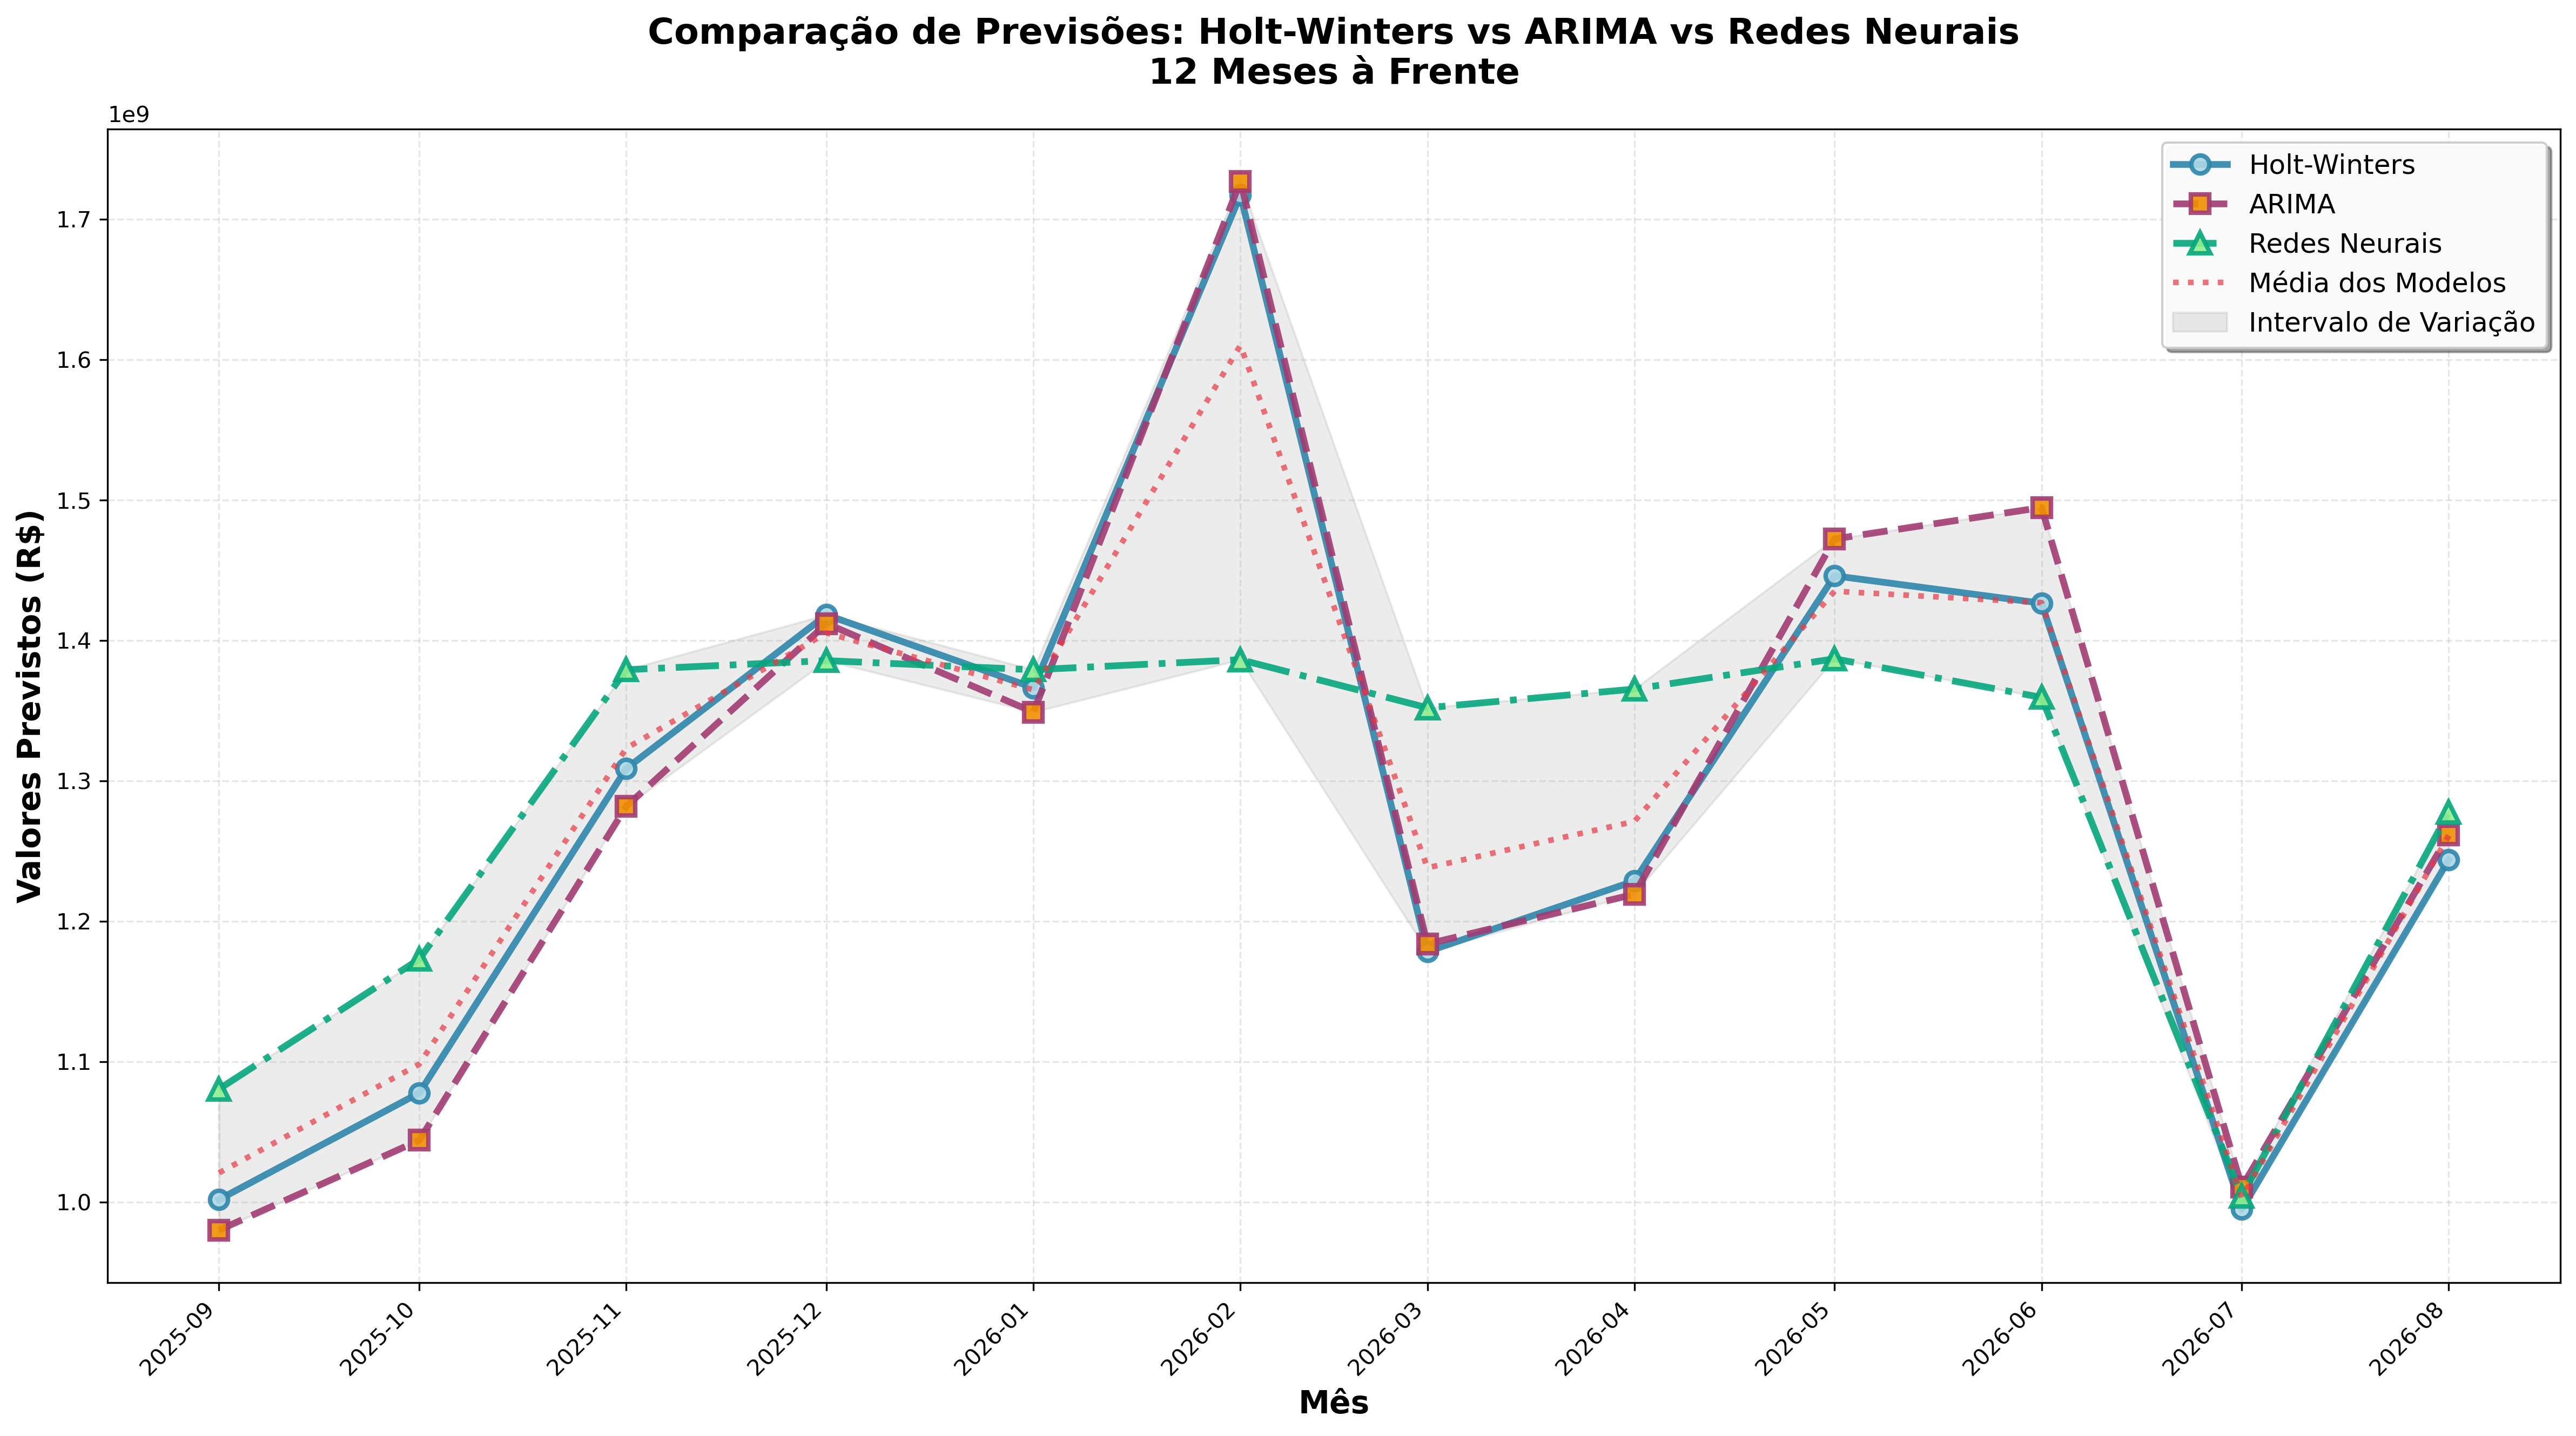 Comparação de Previsões: Holt-Winters vs ARIMA vs Redes Neurais
12 Meses à Frente
1e9
Holt-Winters
ARIMA
Redes Neurais
Média dos Modelos
Intervalo de Variação
Valores Previstos (R$)
1.7
1.6
1.5
1.4
1.3
1.2
1.1
1.0
2025-09
2025-10
2025-11
2025-12
2026-01
2026-02
2026-03
2026-04
2026-05
2026-06
2026-07
2026-08
Mês